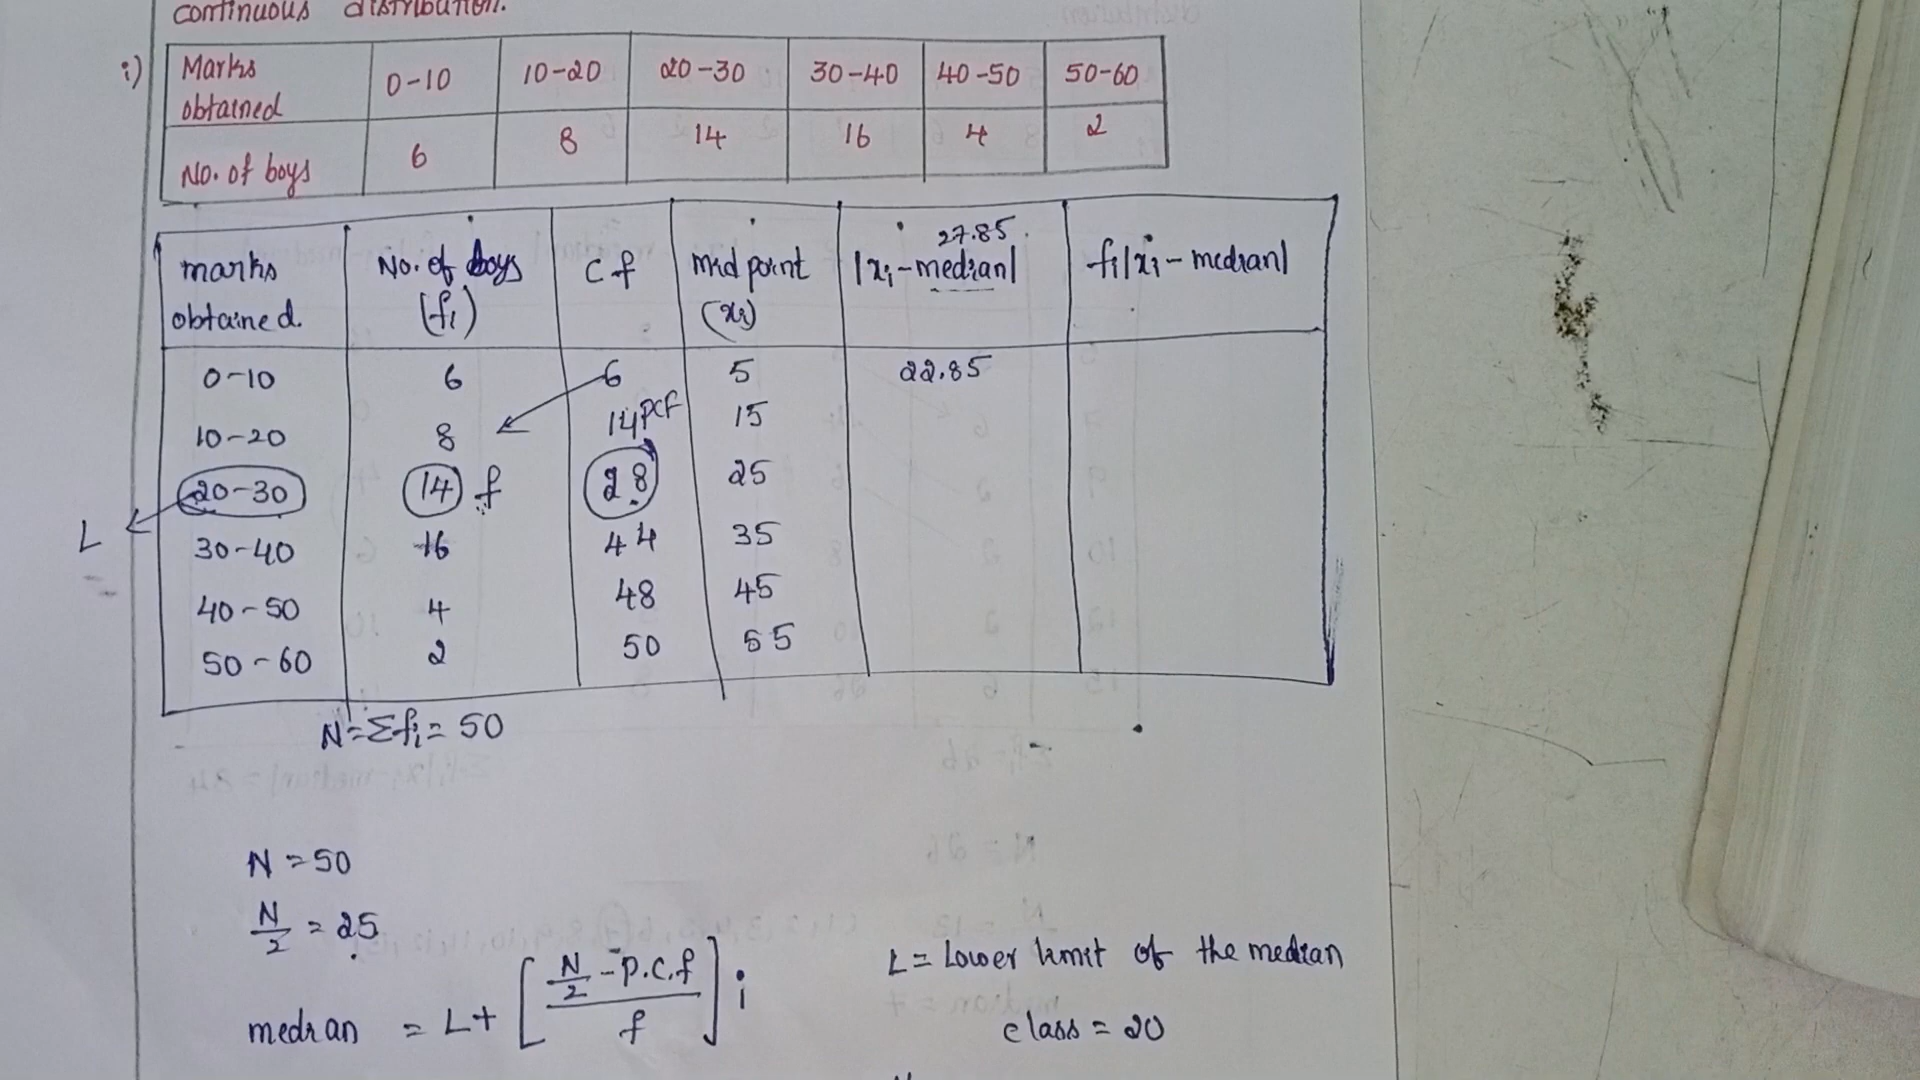 continuous distribution.
i) Marks obtained 0-10 10-20 20-30 30-40 40-50 50-60
No. of boys 6 8 14 16 4 2
marks obtained. No. of boys (fi) cf mid point (xi) |xi - median| 27.85 fi|xi - median|
0-10 6 6 5 22.85
10-20 8 14 PCF 15
20-30 14 f 28 25
L
30-40 16 44 35
40-50 4 48 45
50-60 2 50 55
N = Σfi = 50
N = 50
N/2 = 25
median = L + [N/2 - P.C.f / f] i
L = Lower limit of the median
class = 20